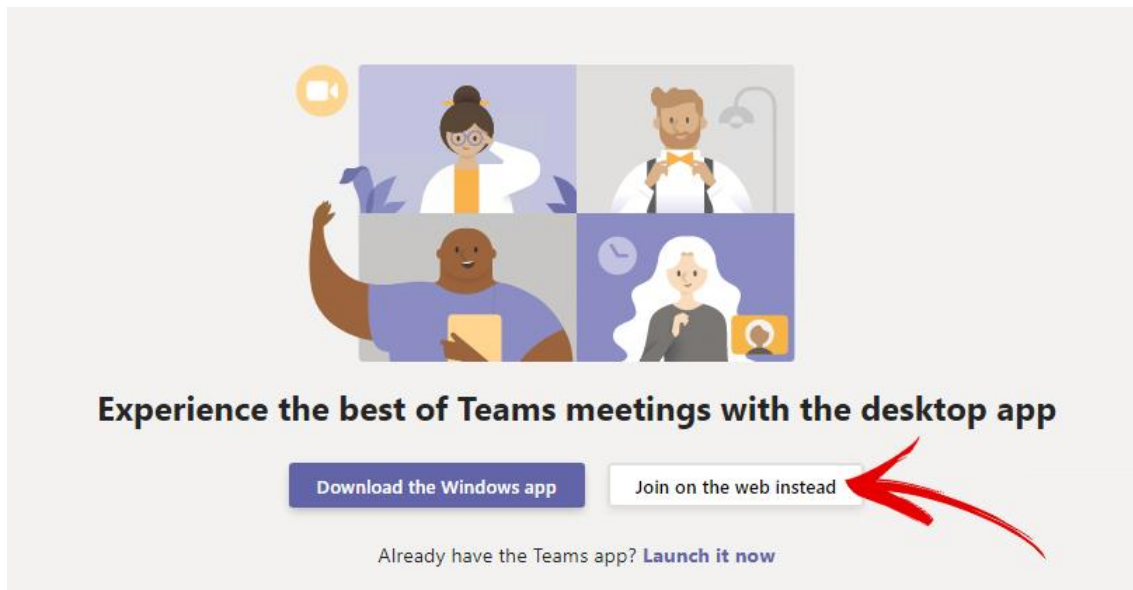 Experience the best of Teams meetings with the desktop app
Download the Windows app Join on the web instead
Already have the Teams app? Launch it now